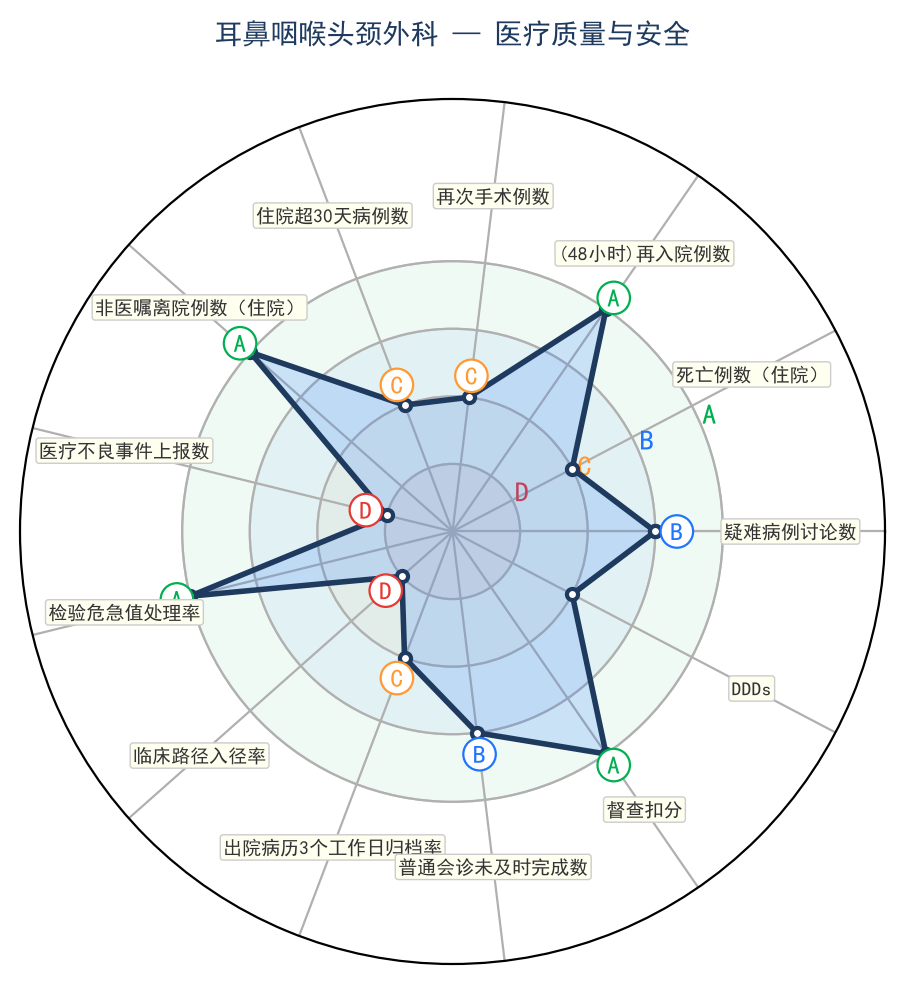 耳鼻咽喉头颈外科 — 医疗质量与安全
再次手术例数
住院超30天病例数
(48小时)再入院例数
A
非医嘱离院例数（住院）
A
C
C
死亡例数（住院）
A
B
C
医疗不良事件上报数
D
D
疑难病例讨论数
B
A
检验危急值处理率
D
C
DDDs
临床路径入径率
B
A
督查扣分
出院病历3个工作日归档率
普通会诊未及时完成数